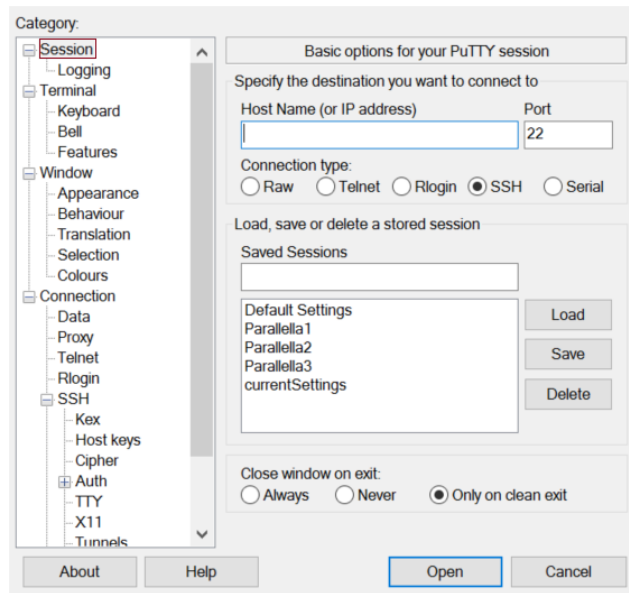 Category:
Session
Logging
Terminal
Keyboard
Bell
Features
Window
Appearance
Behaviour
Translation
Selection
Colours
Connection
Data
Proxy
Telnet
Rlogin
SSH
Kex
Host keys
Cipher
Auth
TTY
X11
Tunnels
Basic options for your PuTTY session
Specify the destination you want to connect to
Host Name (or IP address) Port
22
Connection type:
Raw Telnet Rlogin SSH Serial
Load, save or delete a stored session
Saved Sessions
Default Settings
Parallella1
Parallella2
Parallella3
currentSettings
Load
Save
Delete
Close window on exit:
Always Never Only on clean exit
About Help Open Cancel